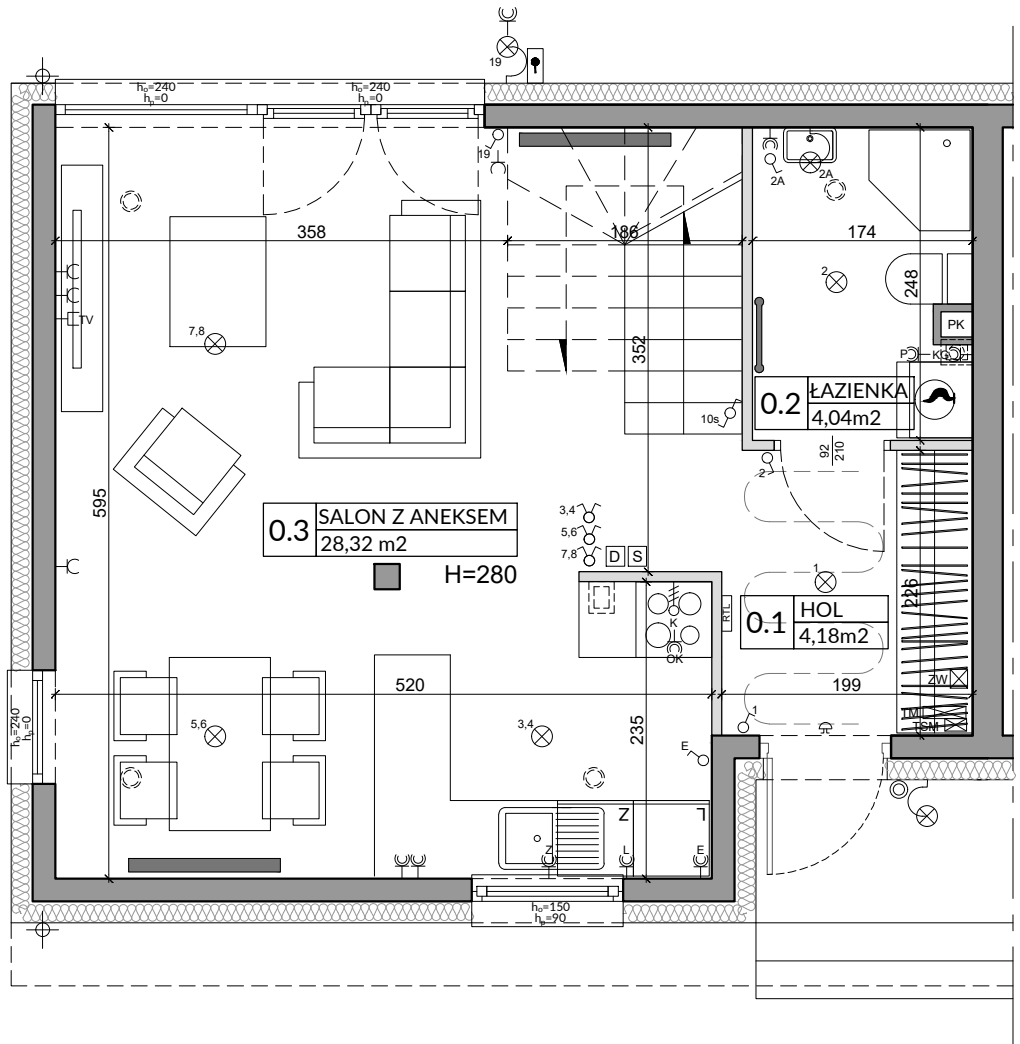 19
h₀=240
hₚ=0
h₀=240
hₚ=0
19
2A
2A
358
186
174
2
248
TV
7,8
352
PK
P
KG
0.2 ŁAZIENKA
4,04m2
10s
92
210
2
595
0.3 SALON Z ANEKSEM
28,32 m2
H=280
3,4
5,6
7,8
D S
1
226
K
OK
RTL
0.1 HOL
4,18m2
520
199
ZW
TM
TSM
1
h₀=240
hₚ=0
5,6
3,4
235
E
Z
L
Z
L
E
h₀=150
hₚ=90